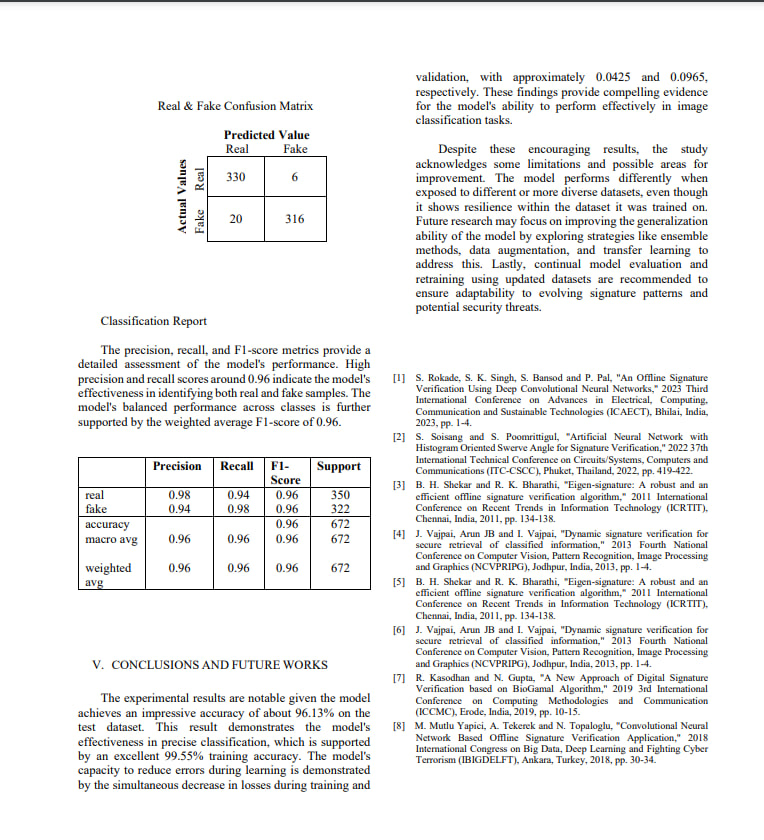 Real & Fake Confusion Matrix
Predicted Value
Real Fake
Actual Values
Real 330 6
Fake 20 316
Classification Report
The precision, recall, and F1-score metrics provide a
detailed assessment of the model's performance. High
precision and recall scores around 0.96 indicate the model's
effectiveness in identifying both real and fake samples. The
model's balanced performance across classes is further
supported by the weighted average F1-score of 0.96.
Precision Recall F1-
Score Support
real 0.98 0.94 0.96 350
fake 0.94 0.98 0.96 322
accuracy 0.96 672
macro avg 0.96 0.96 0.96 672
weighted 0.96 0.96 0.96 672
avg
V. CONCLUSIONS AND FUTURE WORKS
The experimental results are notable given the model
achieves an impressive accuracy of about 96.13% on the
test dataset. This result demonstrates the model's
effectiveness in precise classification, which is supported
by an excellent 99.55% training accuracy. The model's
capacity to reduce errors during learning is demonstrated
by the simultaneous decrease in losses during training and
validation, with approximately 0.0425 and 0.0965,
respectively. These findings provide compelling evidence
for the model's ability to perform effectively in image
classification tasks.
Despite these encouraging results, the study
acknowledges some limitations and possible areas for
improvement. The model performs differently when
exposed to different or more diverse datasets, even though
it shows resilience within the dataset it was trained on.
Future research may focus on improving the generalization
ability of the model by exploring strategies like ensemble
methods, data augmentation, and transfer learning to
address this. Lastly, continual model evaluation and
retraining using updated datasets are recommended to
ensure adaptability to evolving signature patterns and
potential security threats.
[1] S. Rokade, S. K. Singh, S. Bansod and P. Pal, "An Offline Signature
Verification Using Deep Convolutional Neural Networks," 2023 Third
International Conference on Advances in Electrical, Computing,
Communication and Sustainable Technologies (ICAECT), Bhilai, India,
2023, pp. 1-4.
[2] S. Soisang and S. Poomrittigul, "Artificial Neural Network with
Histogram Oriented Swerve Angle for Signature Verification," 2022 37th
International Technical Conference on Circuits/Systems, Computers and
Communications (ITC-CSCC), Phuket, Thailand, 2022, pp. 419-422.
[3] B. H. Shekar and R. K. Bharathi, "Eigen-signature: A robust and an
efficient offline signature verification algorithm," 2011 International
Conference on Recent Trends in Information Technology (ICRTIT),
Chennai, India, 2011, pp. 134-138.
[4] J. Vajpai, Arun JB and I. Vajpai, "Dynamic signature verification for
secure retrieval of classified information," 2013 Fourth National
Conference on Computer Vision, Pattern Recognition, Image Processing
and Graphics (NCVPRIPG), Jodhpur, India, 2013, pp. 1-4.
[5] B. H. Shekar and R. K. Bharathi, "Eigen-signature: A robust and an
efficient offline signature verification algorithm," 2011 International
Conference on Recent Trends in Information Technology (ICRTIT),
Chennai, India, 2011, pp. 134-138.
[6] J. Vajpai, Arun JB and I. Vajpai, "Dynamic signature verification for
secure retrieval of classified information," 2013 Fourth National
Conference on Computer Vision, Pattern Recognition, Image Processing
and Graphics (NCVPRIPG), Jodhpur, India, 2013, pp. 1-4.
[7] R. Kasodhan and N. Gupta, "A New Approach of Digital Signature
Verification based on BioGamal Algorithm," 2019 3rd International
Conference on Computing Methodologies and Communication
(ICCMC), Erode, India, 2019, pp. 10-15.
[8] M. Mutlu Yapici, A. Tekerek and N. Topaloglu, "Convolutional Neural
Network Based Offline Signature Verification Application," 2018
International Congress on Big Data, Deep Learning and Fighting Cyber
Terrorism (IBIGDELFT), Ankara, Turkey, 2018, pp. 30-34.